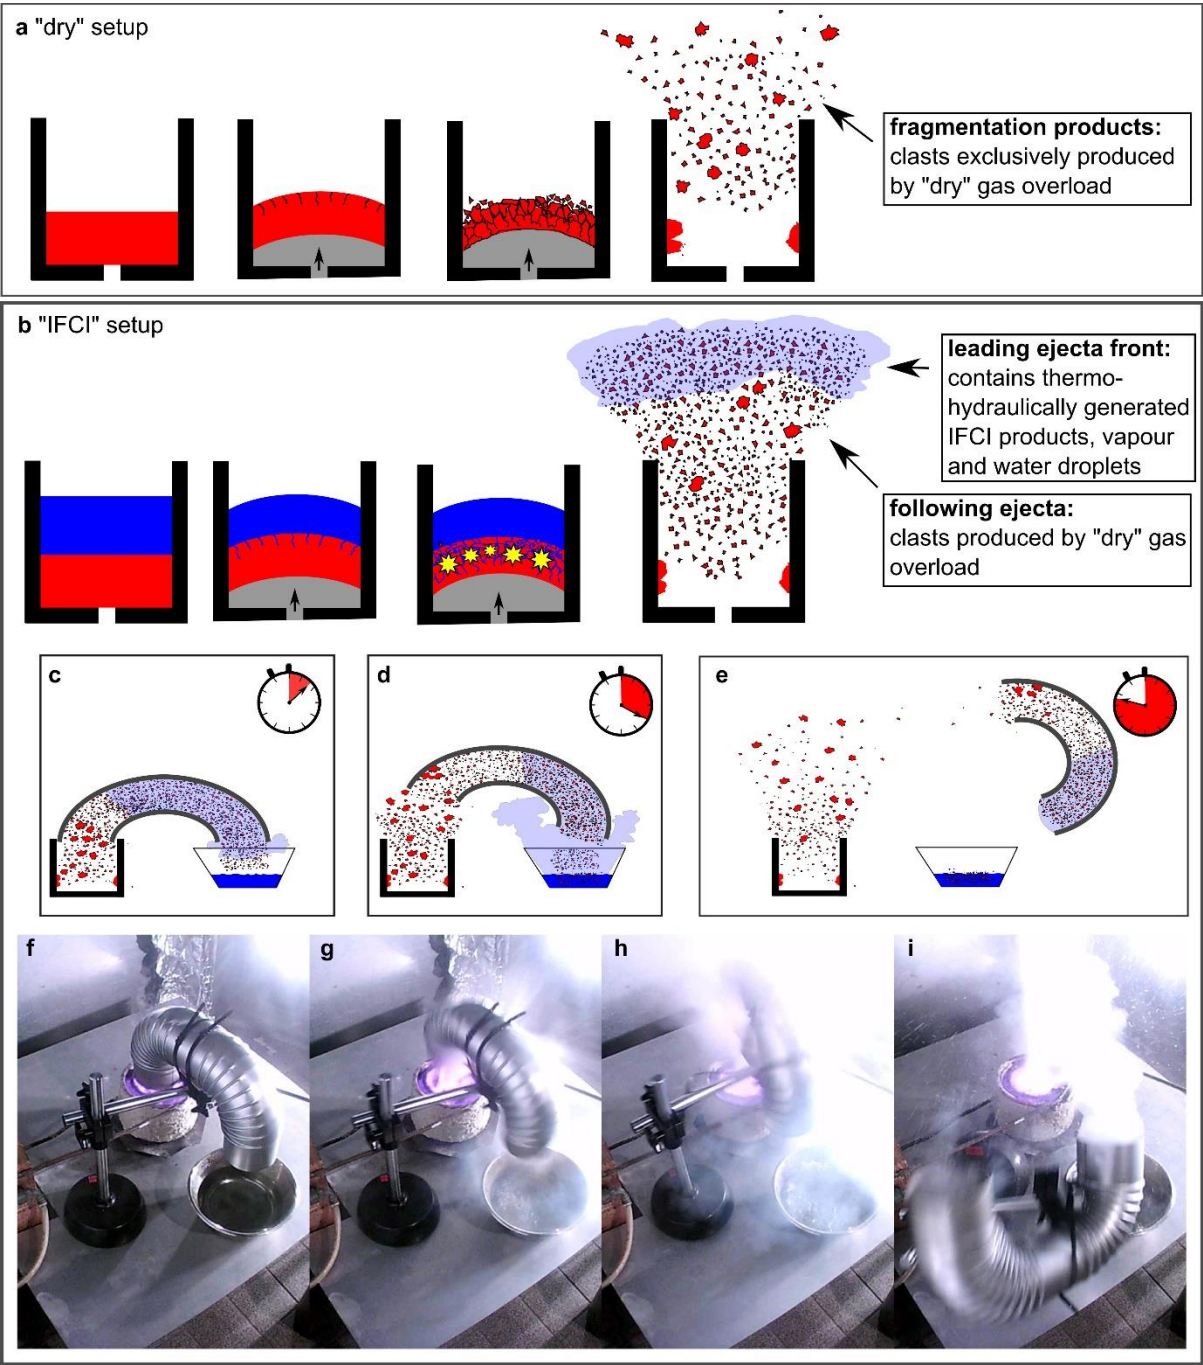 a "dry" setup
fragmentation products:
clasts exclusively produced
by "dry" gas overload
b "IFCI" setup
leading ejecta front:
contains thermo-
hydraulically generated
IFCI products, vapour
and water droplets
following ejecta:
clasts produced by "dry" gas
overload
c
d
e
f
g
h
i